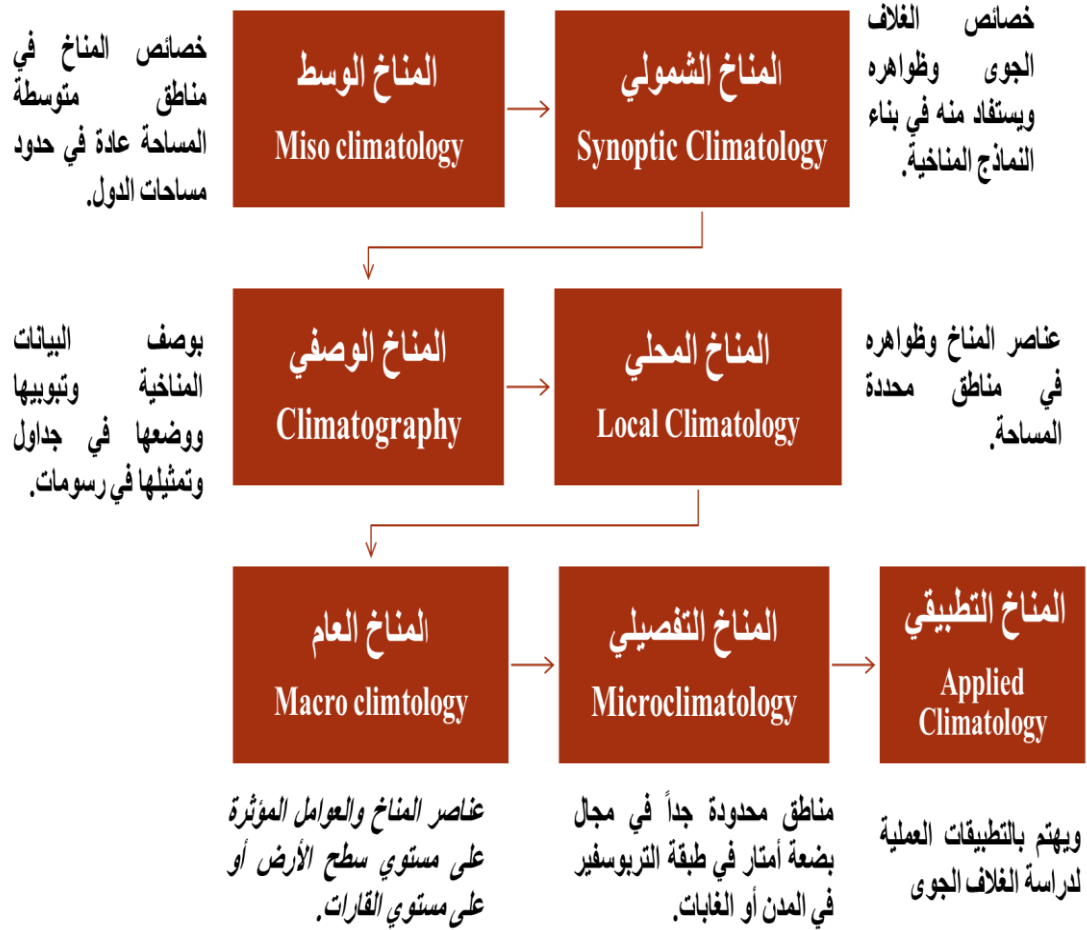 خصائص المناخ في
مناطق متوسطة
المساحة عادة في حدود
مساحات الدول.
المناخ الوسط
Miso climatology
المناخ الشمولي
Synoptic Climatology
خصائص الغلاف
الجوى وظواهره
ويستفاد منه في بناء
النماذج المناخية.
بوصف البيانات
المناخية وتبوبيها
ووضعها في جداول
وتمثيلها في رسومات.
المناخ الوصفي
Climatography
المناخ المحلي
Local Climatology
عناصر المناخ وظواهره
في مناطق محددة
المساحة.
المناخ العام
Macro climtology
المناخ التفصيلي
Microclimatology
المناخ التطبيقي
Applied
Climatology
عناصر المناخ والعوامل المؤثرة
على مستوي سطح الأرض أو
على مستوي القارات.
مناطق محدودة جداً في مجال
بضعة أمتار في طبقة التربوسفير
في المدن أو الغابات.
ويهتم بالتطبيقات العملية
لدراسة الغلاف الجوى